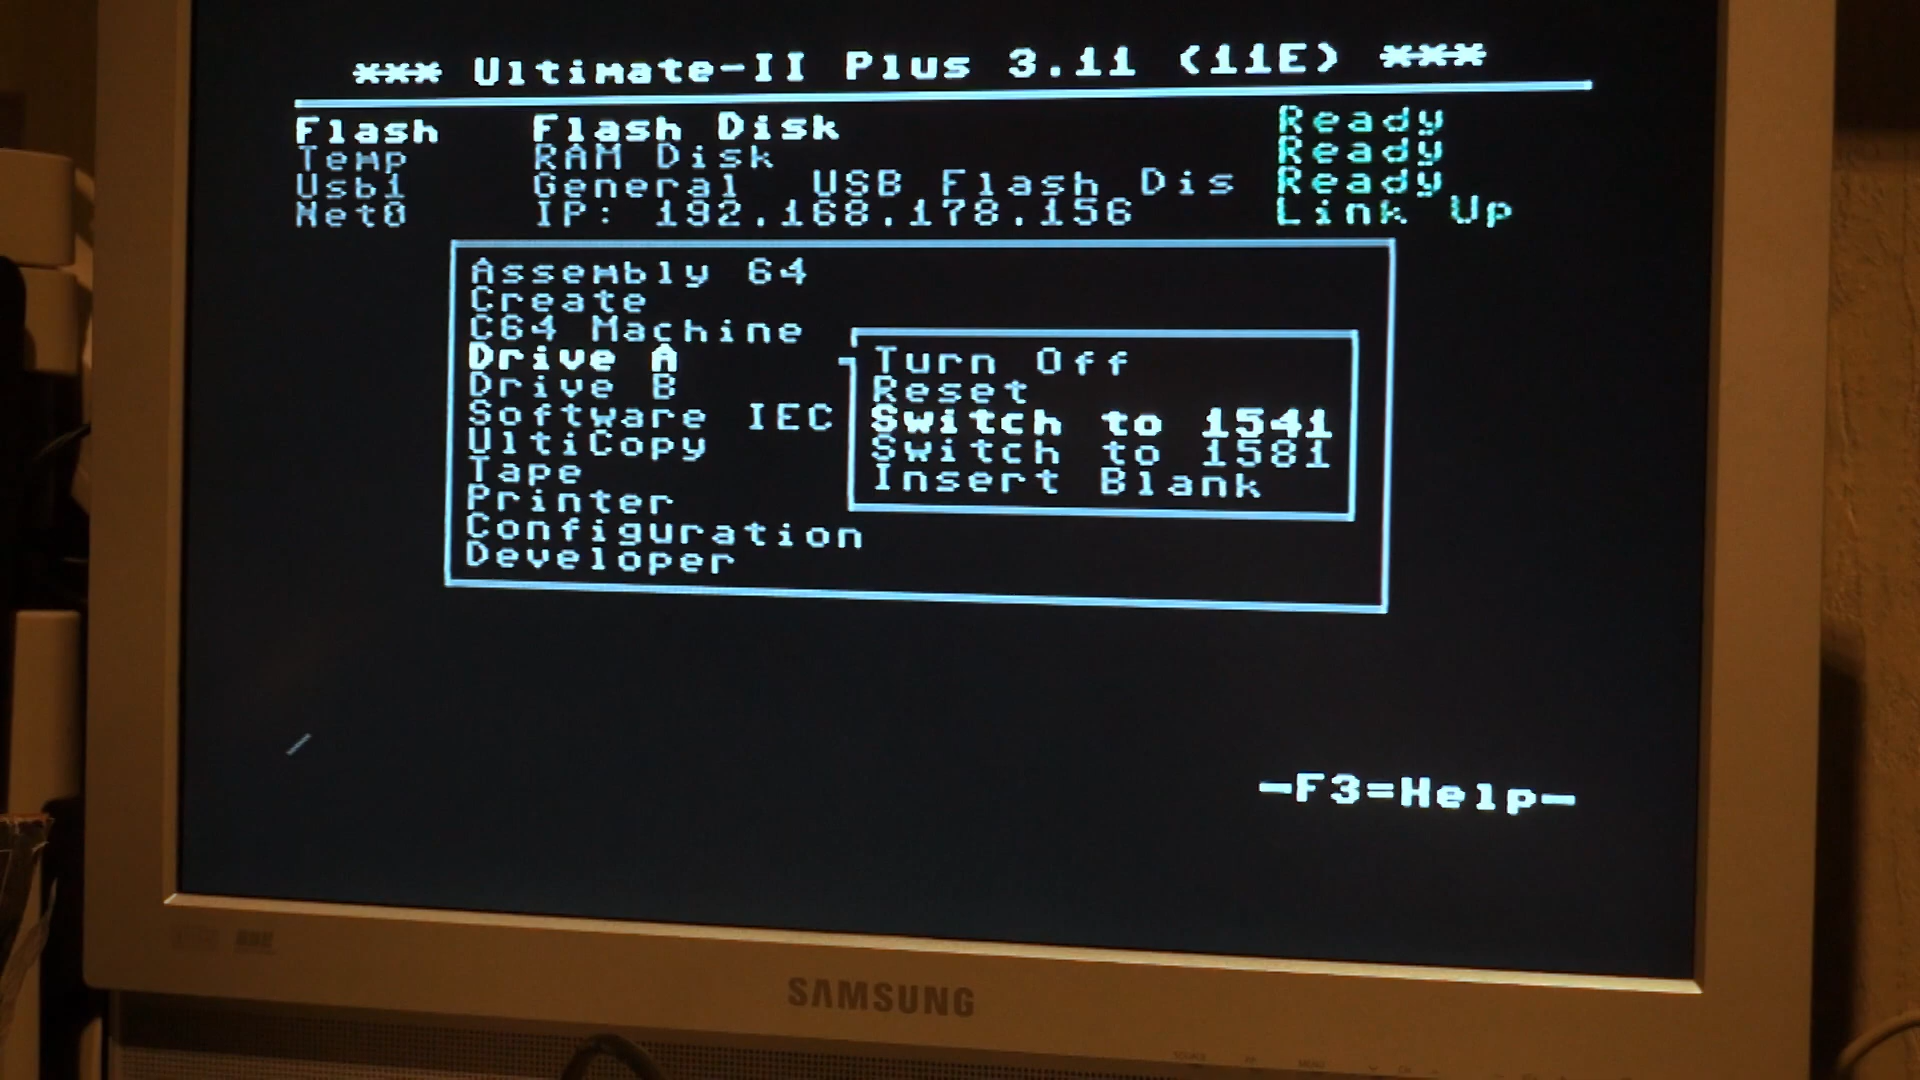 *** Ultimate-II Plus 3.11 (11E) ***
Flash Flash Disk Ready
Temp RAM Disk Ready
Usb1 General USB Flash Dis Ready
Net0 IP: 192.168.178.156 Link Up
Assembly 64
Create
C64 Machine
Drive A
Drive B
Software IEC
UltiCopy
Tape
Printer
Configuration
Developer
Turn Off
Reset
Switch to 1541
Switch to 1581
Insert Blank
-F3=Help-
SAMSUNG
SOURCE
MENU